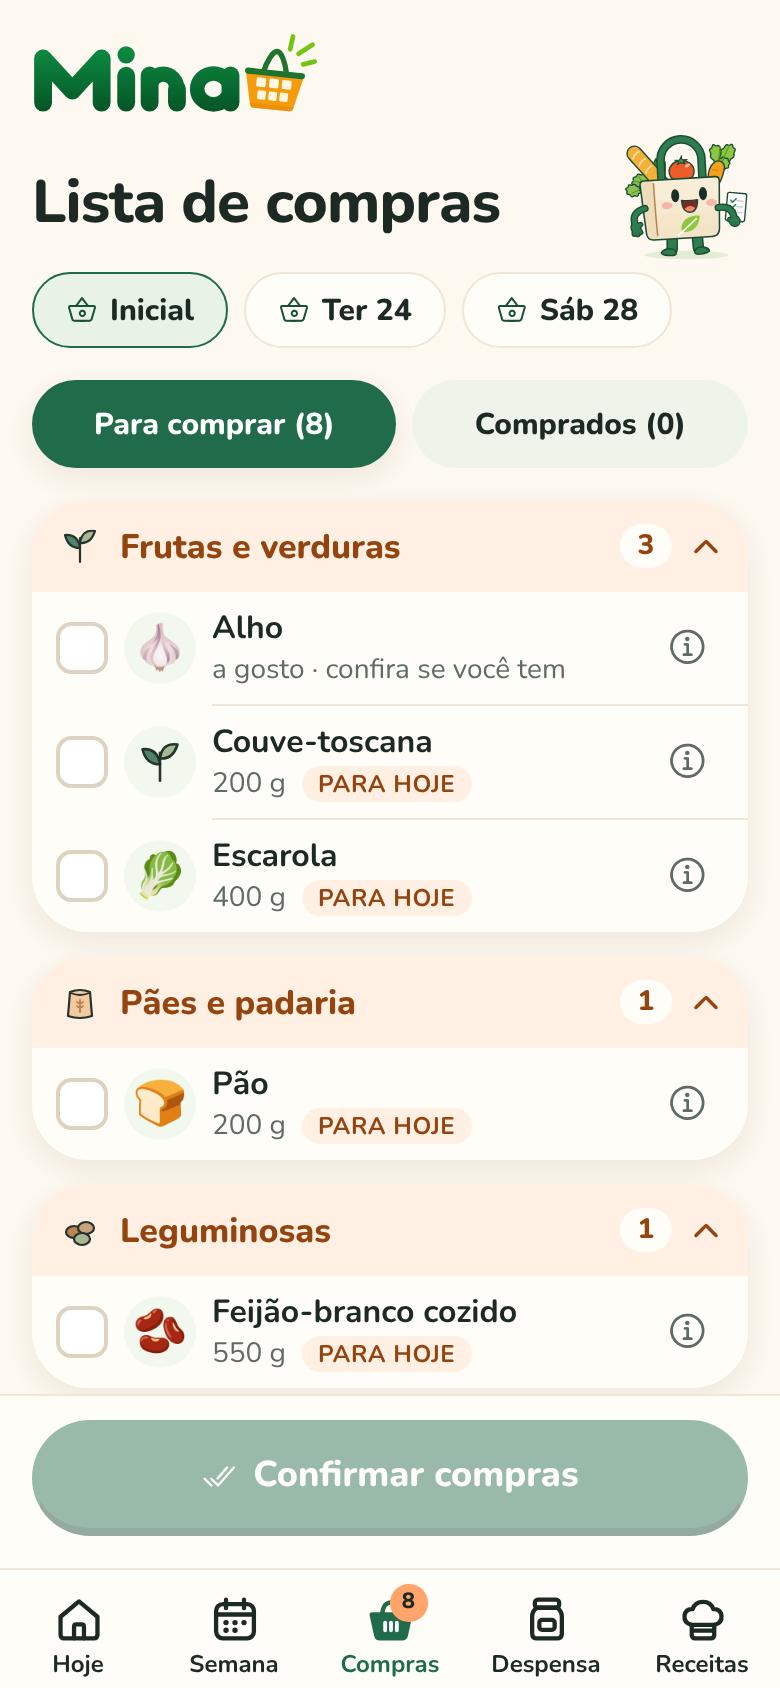 Mina
Lista de compras
Inicial
Ter 24
Sáb 28
Para comprar (8)
Comprados (0)
Frutas e verduras
3
Alho
a gosto · confira se você tem
Couve-toscana
200 g PARA HOJE
Escarola
400 g PARA HOJE
Pães e padaria
1
Pão
200 g PARA HOJE
Leguminosas
1
Feijão-branco cozido
550 g PARA HOJE
Confirmar compras
8
Hoje
Semana
Compras
Despensa
Receitas